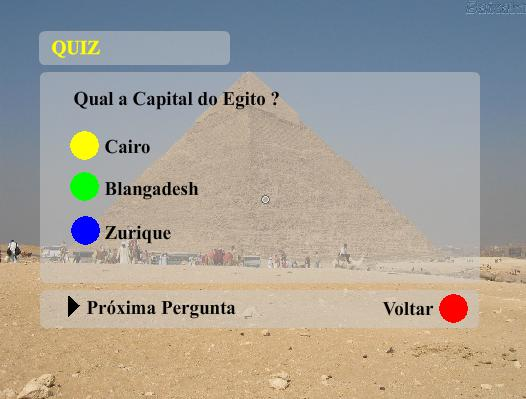 QUIZ
Qual a Capital do Egito ?
Cairo
Blangadesh
Zurique
Próxima Pergunta
Voltar